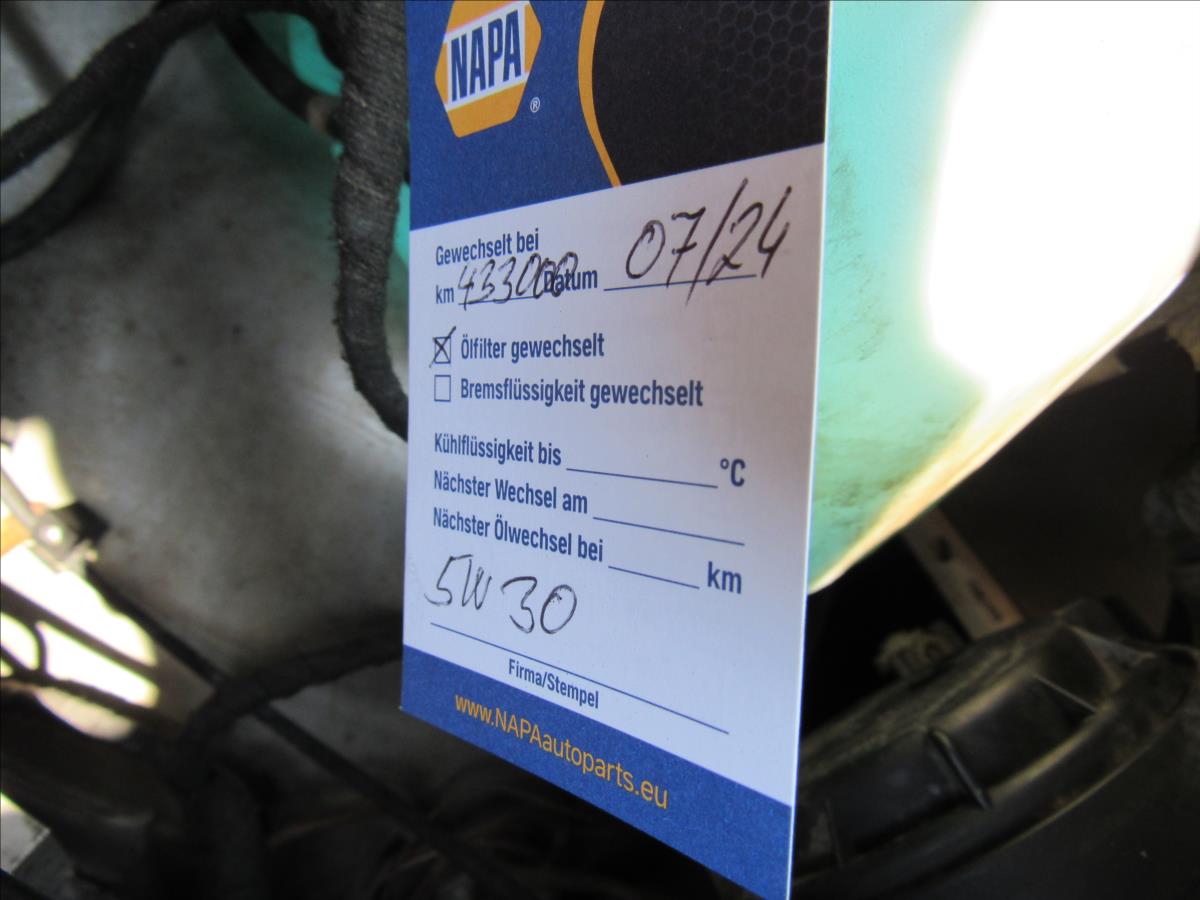 NAPA
®
Gewechselt bei
km 433000 Datum 07/24
Ölfilter gewechselt
Bremsflüssigkeit gewechselt
Kühlflüssigkeit bis °C
Nächster Wechsel am
Nächster Ölwechsel bei km
5W30
Firma/Stempel
www.NAPAautoparts.eu